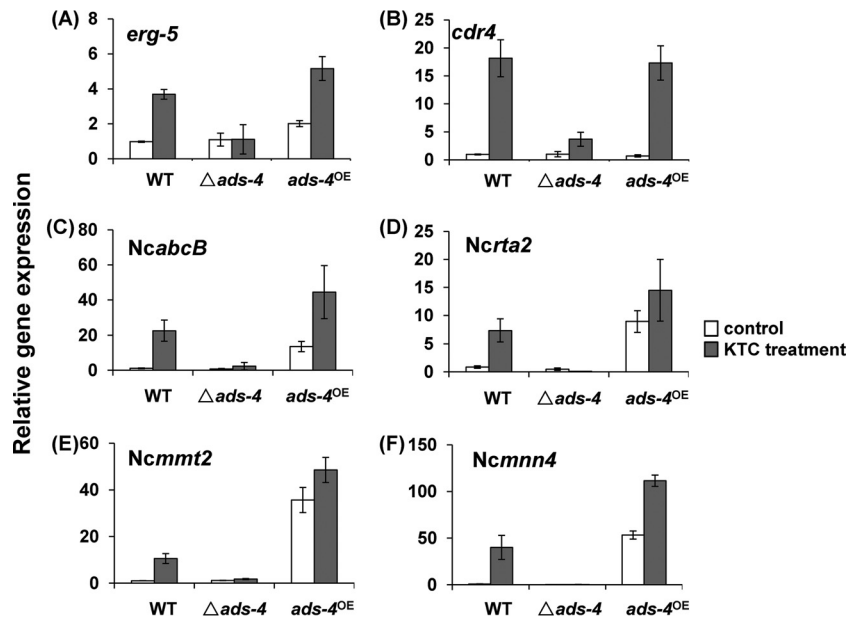 Relative gene expression
(A)
erg-5
8
6
4
2
0
WT △ads-4 ads-4OE
(B)
cdr4
25
20
15
10
5
0
WT △ads-4 ads-4OE
(C)
NcabcB
80
60
40
20
0
WT △ads-4 ads-4OE
(D)
Ncrta2
25
20
15
10
5
0
WT △ads-4 ads-4OE
control
KTC treatment
(E)
Ncmmt2
60
40
20
0
WT △ads-4 ads-4OE
(F)
Ncmnn4
150
100
50
0
WT △ads-4 ads-4OE